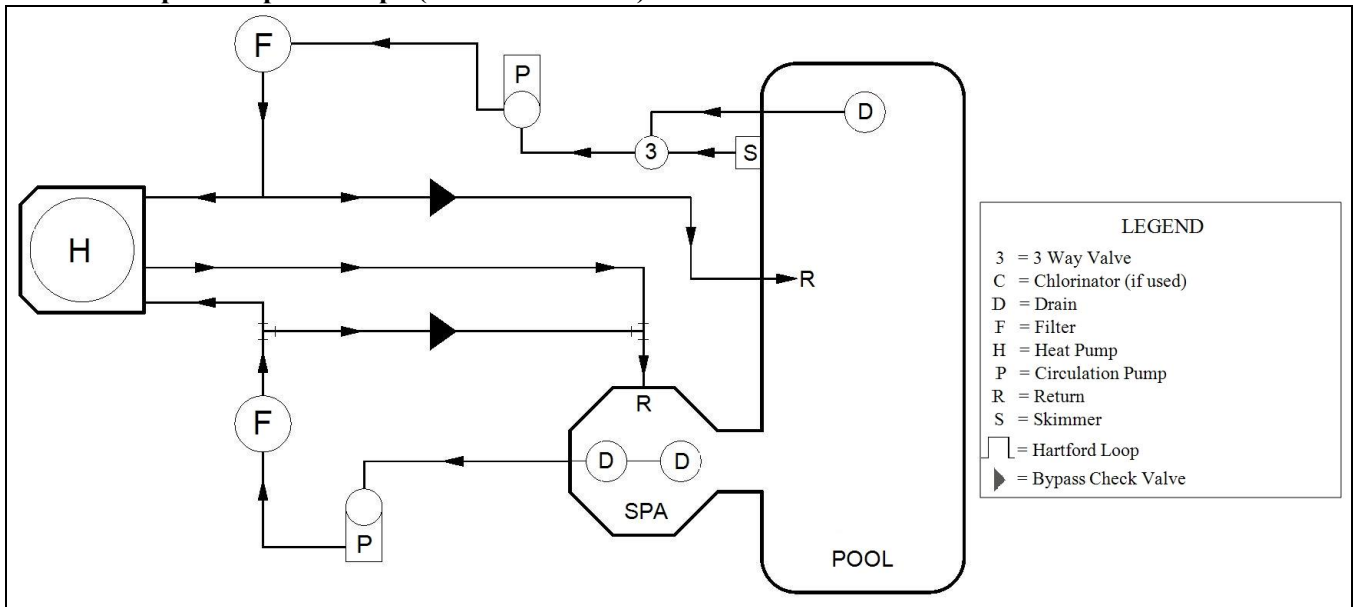 F
P
D
3
S
H
R
LEGEND
3 = 3 Way Valve
C = Chlorinator (if used)
D = Drain
F = Filter
H = Heat Pump
P = Circulation Pump
R = Return
S = Skimmer
= Hartford Loop
= Bypass Check Valve
F
R
D D
SPA
P
POOL